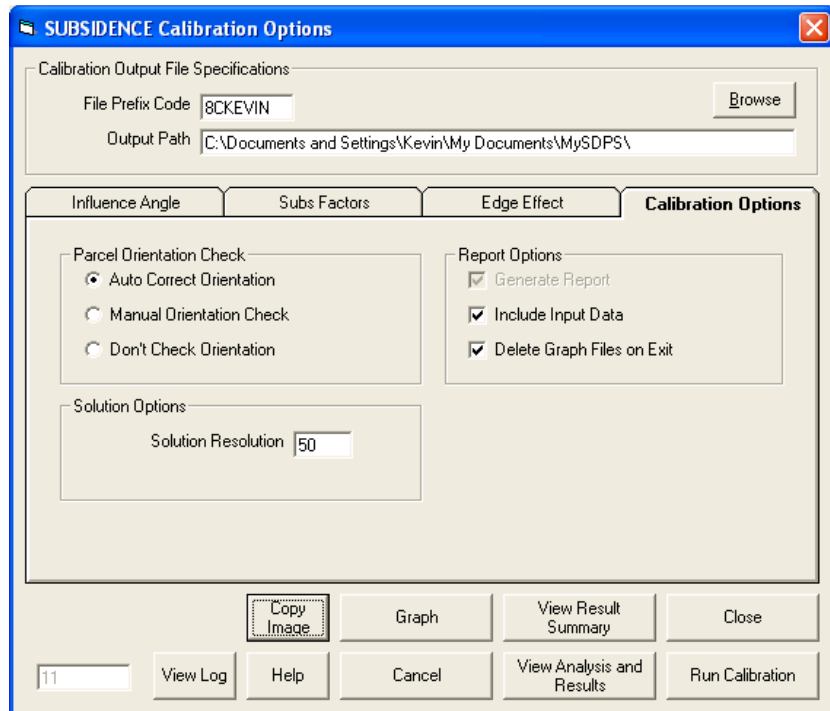 SUBSIDENCE Calibration Options
Calibration Output File Specifications
File Prefix Code 8CKEVIN
Browse
Output Path C:\Documents and Settings\Kevin\My Documents\MySDPS\
Influence Angle Subs Factors Edge Effect Calibration Options
Parcel Orientation Check
Auto Correct Orientation
Manual Orientation Check
Don't Check Orientation
Report Options
Generate Report
Include Input Data
Delete Graph Files on Exit
Solution Options
Solution Resolution 50
Copy
Image
Graph
View Result
Summary
Close
11
View Log
Help
Cancel
View Analysis and
Results
Run Calibration